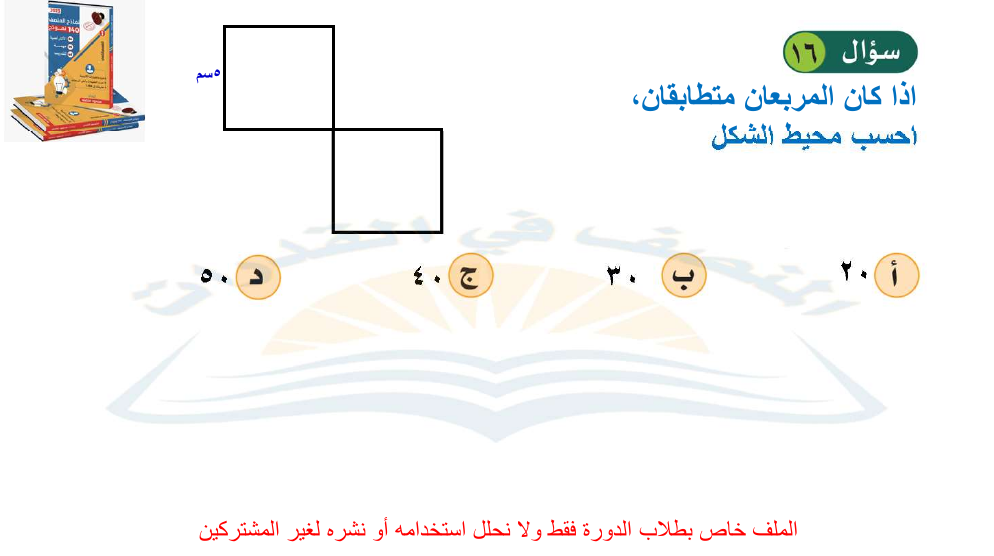 سؤال ١٦
اذا كان المربعان متطابقان،
احسب محيط الشكل
٥سم
أ ٢٠
ب ٣٠
ج ٤٠
د ٥٠
الملف خاص بطلاب الدورة فقط ولا نحلل استخدامه أو نشره لغير المشتركين